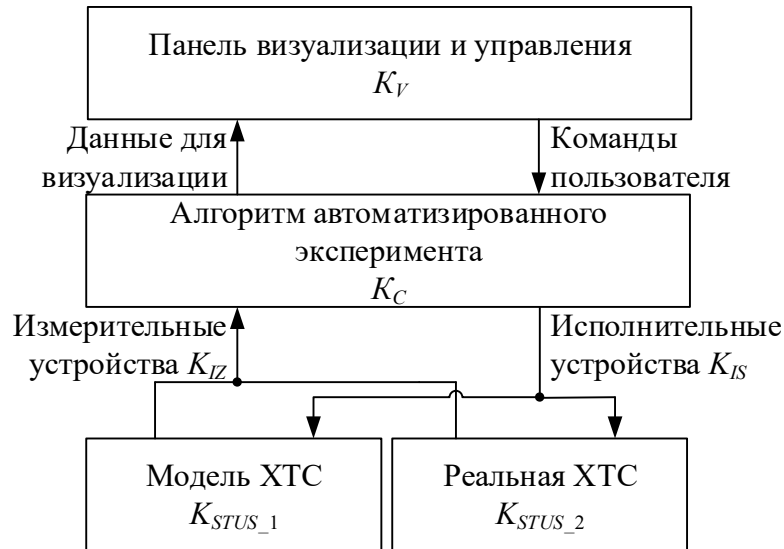 Панель визуализации и управления
K_V
Данные для
визуализации
Команды
пользователя
Алгоритм автоматизированного
эксперимента
K_C
Измерительные
устройства K_IZ
Исполнительные
устройства K_IS
Модель ХТС
K_STUS_1
Реальная ХТС
K_STUS_2